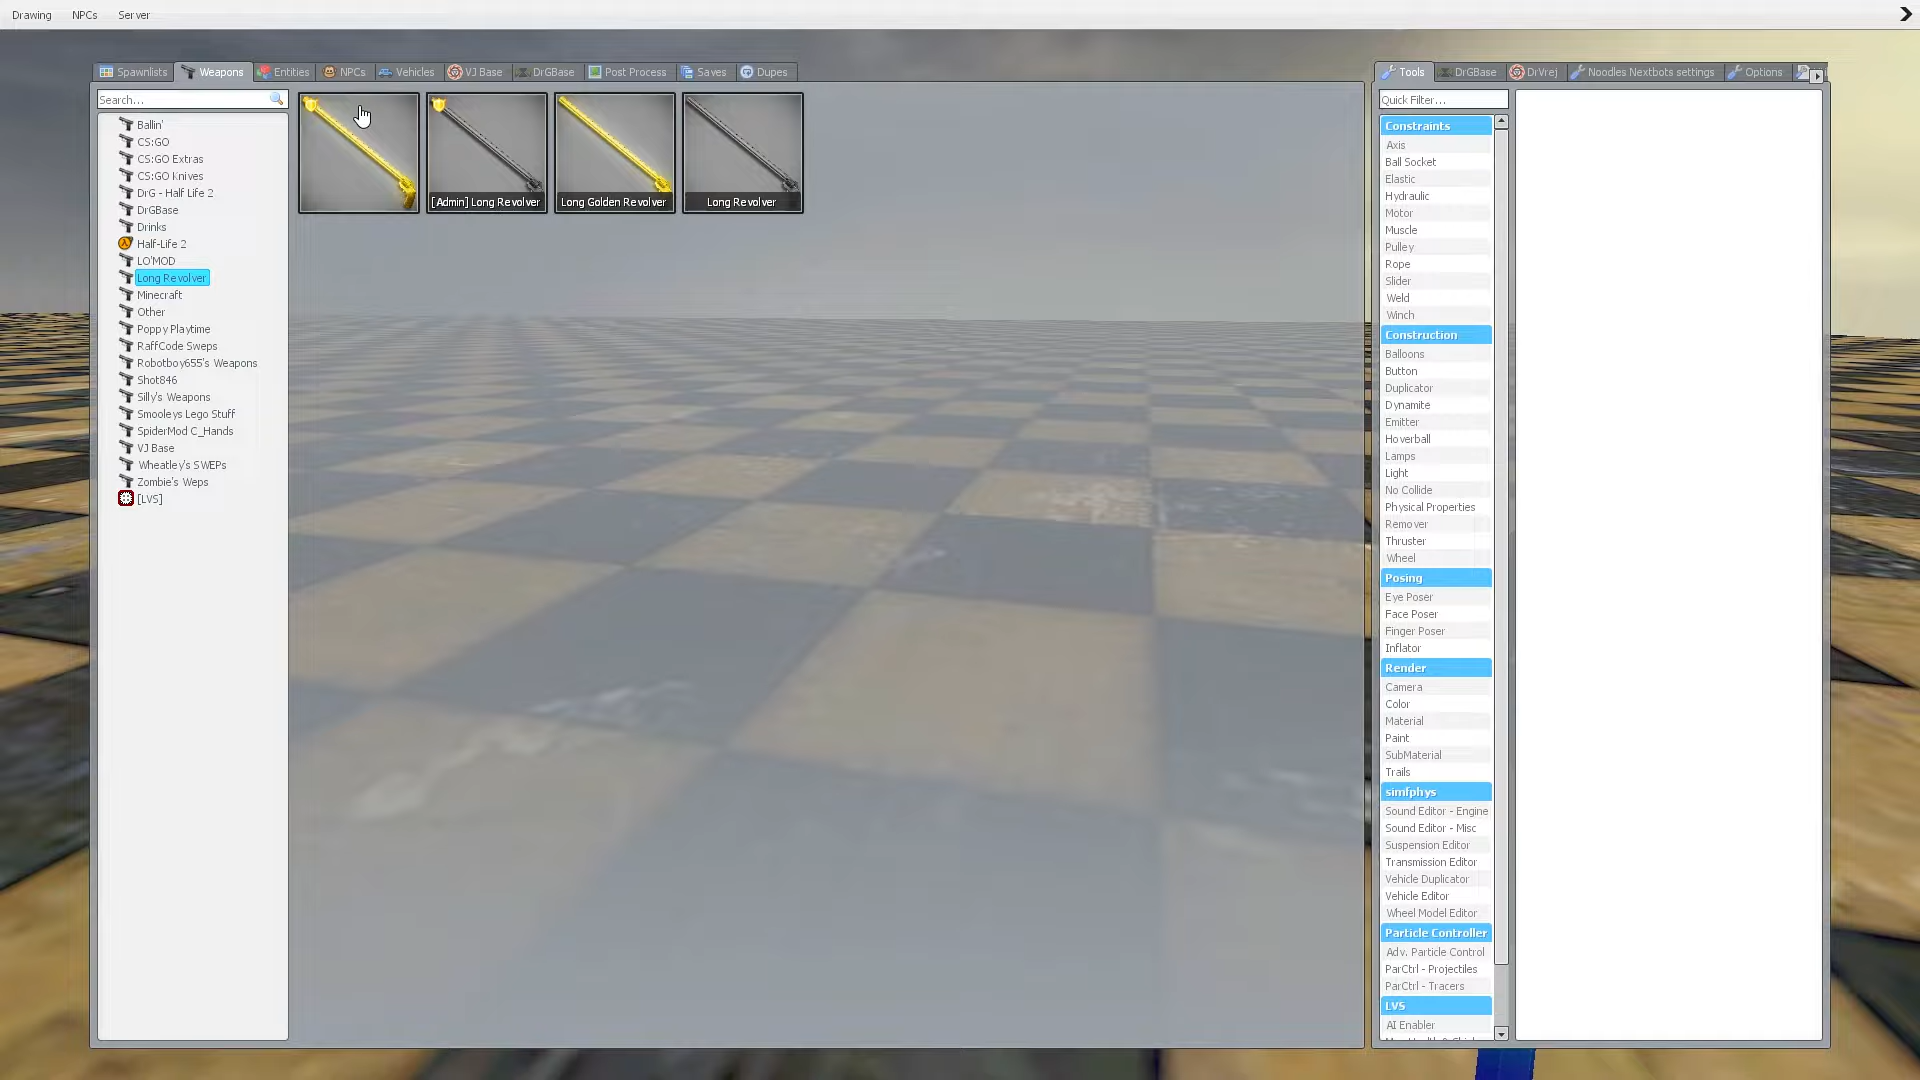 Drawing
NPCs
Server
Spawnlists
Weapons
Entities
NPCs
Vehicles
VJ Base
DrGBase
Post Process
Saves
Dupes
Search...
Ballin'
CS:GO
CS:GO Extras
CS:GO Knives
DrG - Half Life 2
DrGBase
Drinks
Half-Life 2
LO'MOD
Long Revolver
Minecraft
Other
Poppy Playtime
RaffCode Sweps
Robotboy655's Weapons
Shot846
Silly's Weapons
Smooleys Lego Stuff
SpiderMod C_Hands
VJ Base
Wheatley's SWEPs
Zombie's Weps
[LVS]
[Admin] Long Revolver
Long Golden Revolver
Long Revolver
Tools
DrGBase
DrVrej
Noodles Nextbots settings
Options
Quick Filter...
Constraints
Axis
Ball Socket
Elastic
Hydraulic
Motor
Muscle
Pulley
Rope
Slider
Weld
Winch
Construction
Balloons
Button
Duplicator
Dynamite
Emitter
Hoverball
Lamps
Light
No Collide
Physical Properties
Remover
Thruster
Wheel
Posing
Eye Poser
Face Poser
Finger Poser
Inflator
Render
Camera
Color
Material
Paint
SubMaterial
Trails
simfphys
Sound Editor - Engine
Sound Editor - Misc
Suspension Editor
Transmission Editor
Vehicle Duplicator
Vehicle Editor
Wheel Model Editor
Particle Controller
Adv. Particle Control
ParCtrl - Projectiles
ParCtrl - Tracers
LVS
AI Enabler